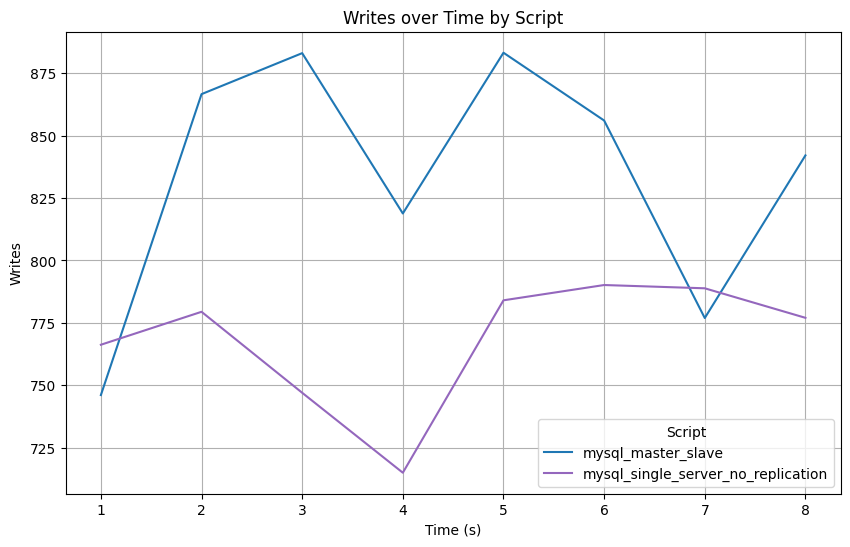 Writes over Time by Script
Writes
875
850
825
800
775
750
725
1 2 3 4 5 6 7 8
Time (s)
Script
mysql_master_slave
mysql_single_server_no_replication